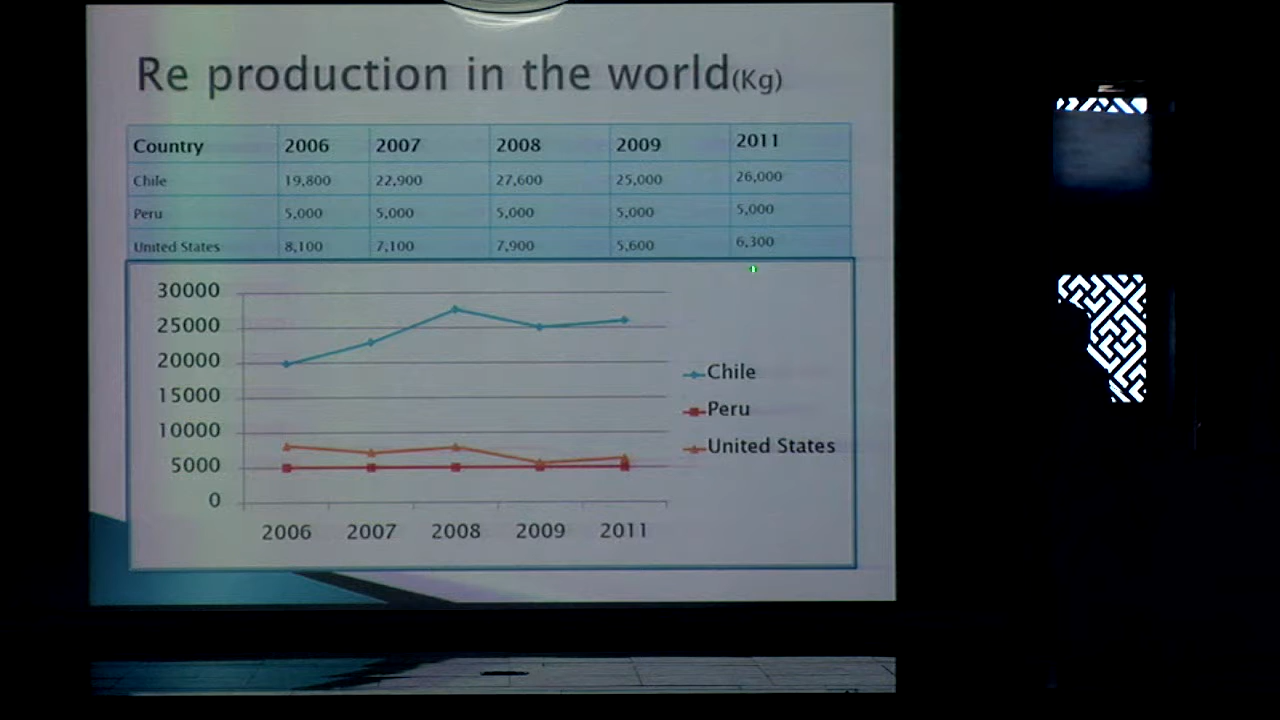 Re production in the world(Kg)
Country 2006 2007 2008 2009 2011
Chile 19,800 22,900 27,600 25,000 26,000
Peru 5,000 5,000 5,000 5,000 5,000
United States 8,100 7,100 7,900 5,600 6,300
30000
25000
20000
15000
10000
5000
0
2006 2007 2008 2009 2011
Chile
Peru
United States